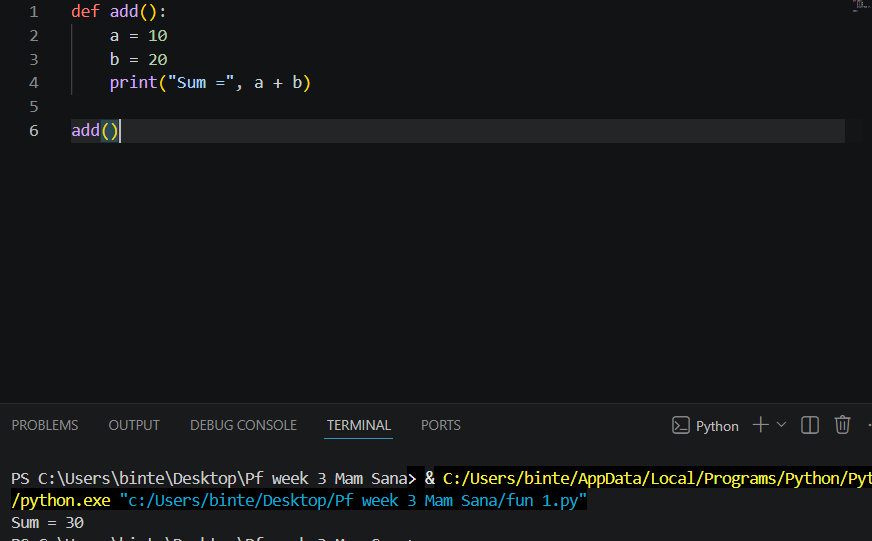 1 def add():
2     a = 10
3     b = 20
4     print("Sum =", a + b)
5
6 add()
PROBLEMS OUTPUT DEBUG CONSOLE TERMINAL PORTS Python
PS C:\Users\binte\Desktop\Pf week 3 Mam Sana> & C:/Users/binte/AppData/Local/Programs/Python/Pyt
/python.exe "c:/Users/binte/Desktop/Pf week 3 Mam Sana/fun 1.py"
Sum = 30